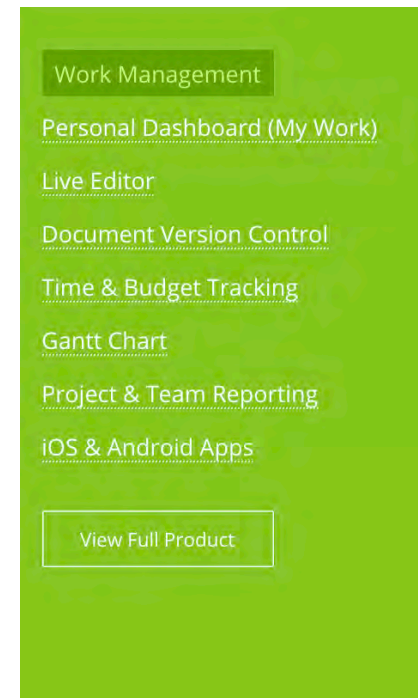 Work Management
Personal Dashboard (My Work)
Live Editor
Document Version Control
Time & Budget Tracking
Gantt Chart
Project & Team Reporting
iOS & Android Apps
View Full Product